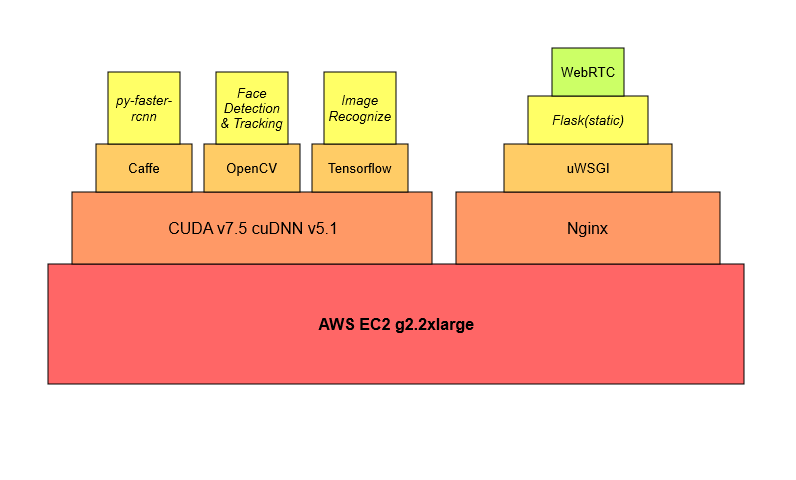 WebRTC
py-faster-
rcnn
Face
Detection
& Tracking
Image
Recognize
Flask(static)
Caffe
OpenCV
Tensorflow
uWSGI
CUDA v7.5 cuDNN v5.1
Nginx
AWS EC2 g2.2xlarge